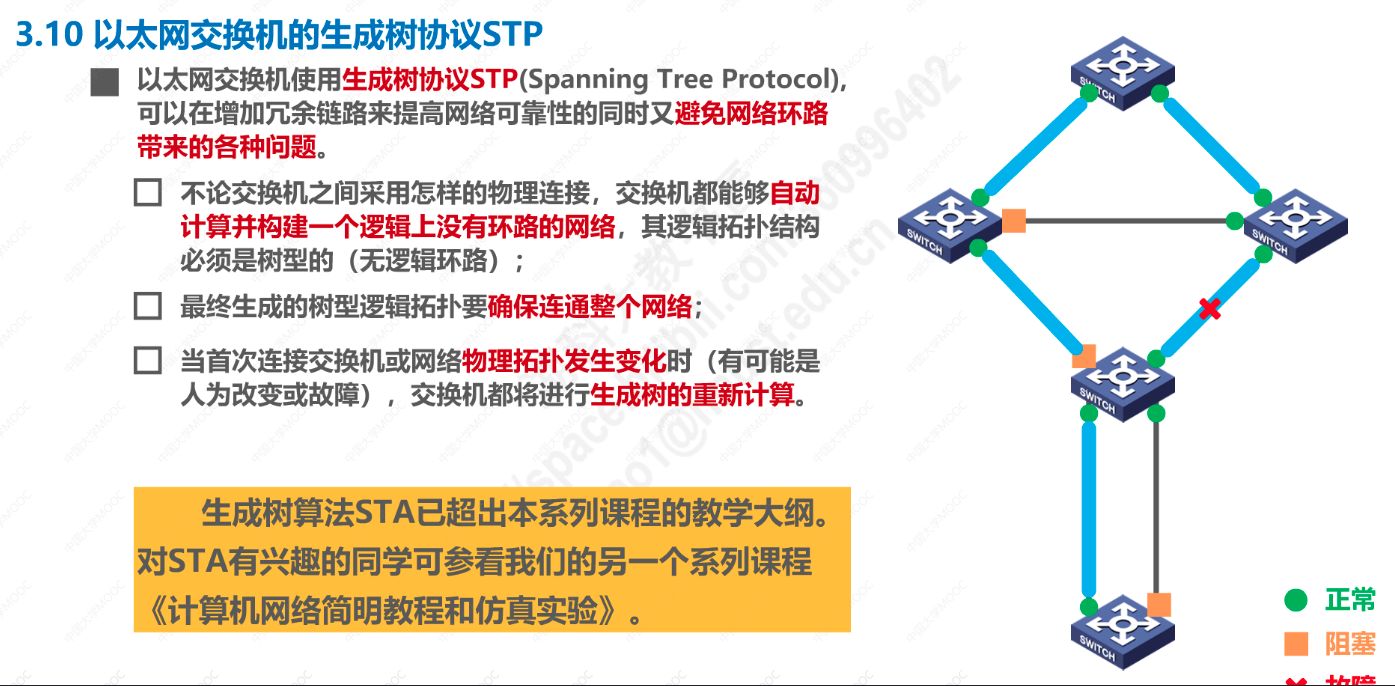 3.10 以太网交换机的生成树协议STP
以太网交换机使用生成树协议STP(Spanning Tree Protocol),
可以在增加冗余链路来提高网络可靠性的同时又避免网络环路
带来的各种问题。
不论交换机之间采用怎样的物理连接，交换机都能够自动
计算并构建一个逻辑上没有环路的网络，其逻辑拓扑结构
必须是树型的（无逻辑环路）；
最终生成的树型逻辑拓扑要确保连通整个网络；
当首次连接交换机或网络物理拓扑发生变化时（有可能是
人为改变或故障），交换机都将进行生成树的重新计算。
生成树算法STA已超出本系列课程的教学大纲。
对STA有兴趣的同学可参看我们的另一个系列课程
《计算机网络简明教程和仿真实验》。
SWITCH
SWITCH
SWITCH
SWITCH
SWITCH
正常
阻塞
故障
中国大学MOOC